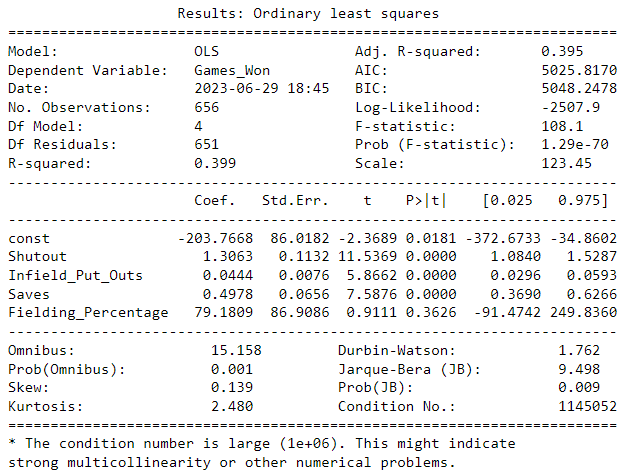 Results: Ordinary least squares
=======================================================================
Model: OLS Adj. R-squared: 0.395
Dependent Variable: Games_Won AIC: 5025.8170
Date: 2023-06-29 18:45 BIC: 5048.2478
No. Observations: 656 Log-Likelihood: -2507.9
Df Model: 4 F-statistic: 108.1
Df Residuals: 651 Prob (F-statistic): 1.29e-70
R-squared: 0.399 Scale: 123.45
-----------------------------------------------------------------------
Coef. Std.Err. t P>|t| [0.025 0.975]
-----------------------------------------------------------------------
const -203.7668 86.0182 -2.3689 0.0181 -372.6733 -34.8602
Shutout 1.3063 0.1132 11.5369 0.0000 1.0840 1.5287
Infield_Put_Outs 0.0444 0.0076 5.8662 0.0000 0.0296 0.0593
Saves 0.4978 0.0656 7.5876 0.0000 0.3690 0.6266
Fielding_Percentage 79.1809 86.9086 0.9111 0.3626 -91.4742 249.8360
-----------------------------------------------------------------------
Omnibus: 15.158 Durbin-Watson: 1.762
Prob(Omnibus): 0.001 Jarque-Bera (JB): 9.498
Skew: 0.139 Prob(JB): 0.009
Kurtosis: 2.480 Condition No.: 1145052
=======================================================================
* The condition number is large (1e+06). This might indicate
strong multicollinearity or other numerical problems.